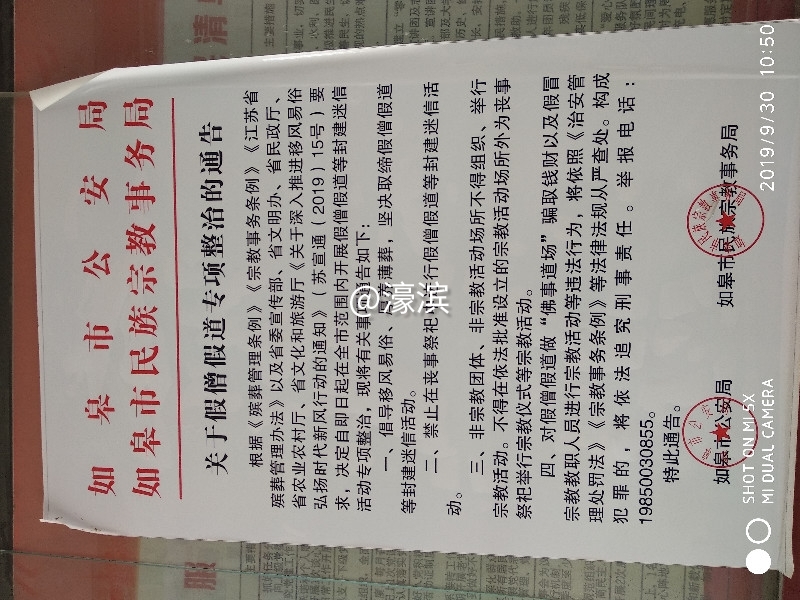 如皋市公安局
如皋市民族宗教事务局
关于假僧假道专项整治的通告
根据《殡葬管理条例》《宗教事务条例》《江苏省
殡葬管理办法》以及省委宣传部、省文明办、省民政厅、
省农业农村厅、省文化和旅游厅《关于深入推进移风易俗
弘扬时代新风行动的通知》（苏宣通（2019）15号）要
求，决定自即日起在全市范围内开展假僧假道等封建迷信
活动专项整治，现将有关事项通告如下：
一、倡导移风易俗、厚养薄葬，坚决取缔假僧假道
等封建迷信活动。
二、禁止在丧事祭祀中进行假僧假道等封建迷信活
动。
三、非宗教团体、非宗教活动场所不得组织、举行
宗教活动。不得在依法批准设立的宗教活动场所外为丧事
祭祀举行宗教仪式等宗教活动。
四、对假僧假道做“佛事道场”骗取钱财以及假冒
宗教教职人员进行宗教活动等违法行为，将依照《治安管
理处罚法》《宗教事务条例》等法律法规从严查处。构成
犯罪的，将依法追究刑事责任。举报电话：
19850030855。
特此通告。
如皋市公安局 如皋市民族宗教事务局
@濠滨
SHOT ON MI 5X
MI DUAL CAMERA
2019/9/30 10:50